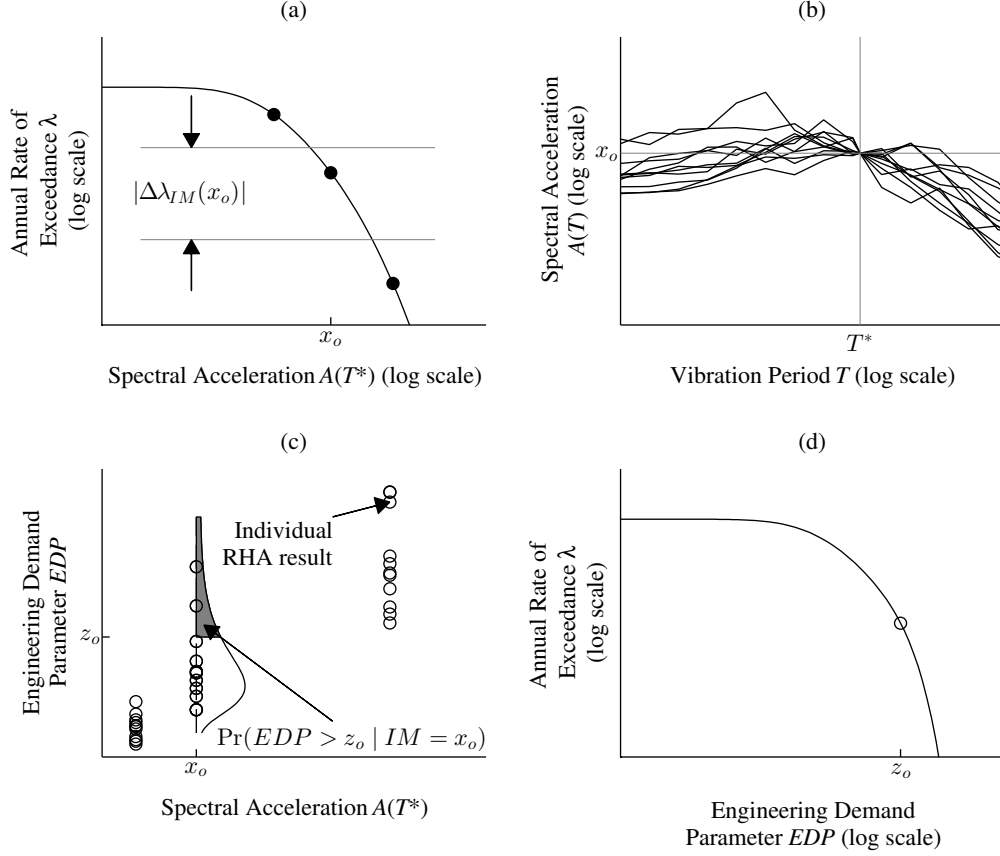 (a)
Annual Rate of
Exceedance λ
(log scale)
|Δλ_{IM}(x_o)|
x_o
Spectral Acceleration A(T*) (log scale)
(b)
Spectral Acceleration
A(T) (log scale)
x_o
T*
Vibration Period T (log scale)
(c)
Engineering Demand
Parameter EDP
z_o
Individual
RHA result
Pr(EDP > z_o | IM = x_o)
x_o
Spectral Acceleration A(T*)
(d)
Annual Rate of
Exceedance λ
(log scale)
z_o
Engineering Demand
Parameter EDP (log scale)